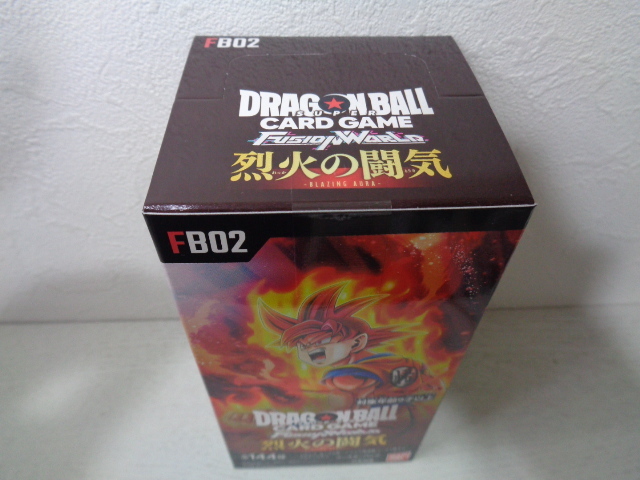 FB02
DRAGON BALL
SUPER
CARD GAME
FUSION WORLD
烈火の闘気
-BLAZING AURA-
FB02
DRAGON BALL
CARD GAME
烈火の闘気